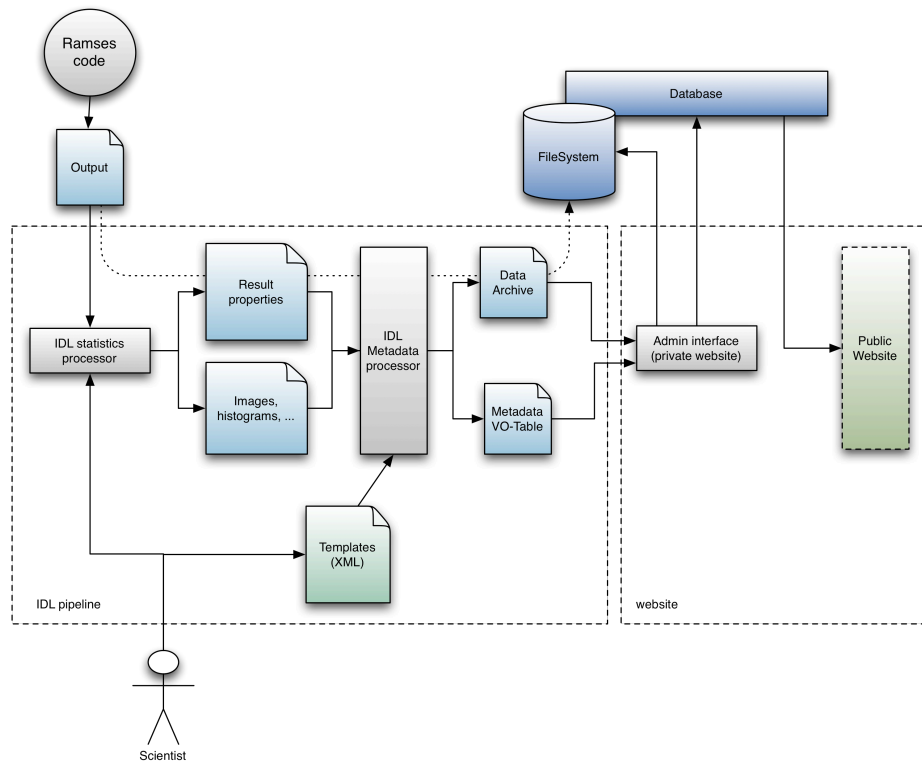 Ramses
code
Database
Output
FileSystem
Result
properties
Data
Archive
IDL statistics
processor
IDL
Metadata
processor
Admin interface
(private website)
Public
Website
Images,
histograms, ...
Metadata
VO-Table
Templates
(XML)
IDL pipeline
website
Scientist